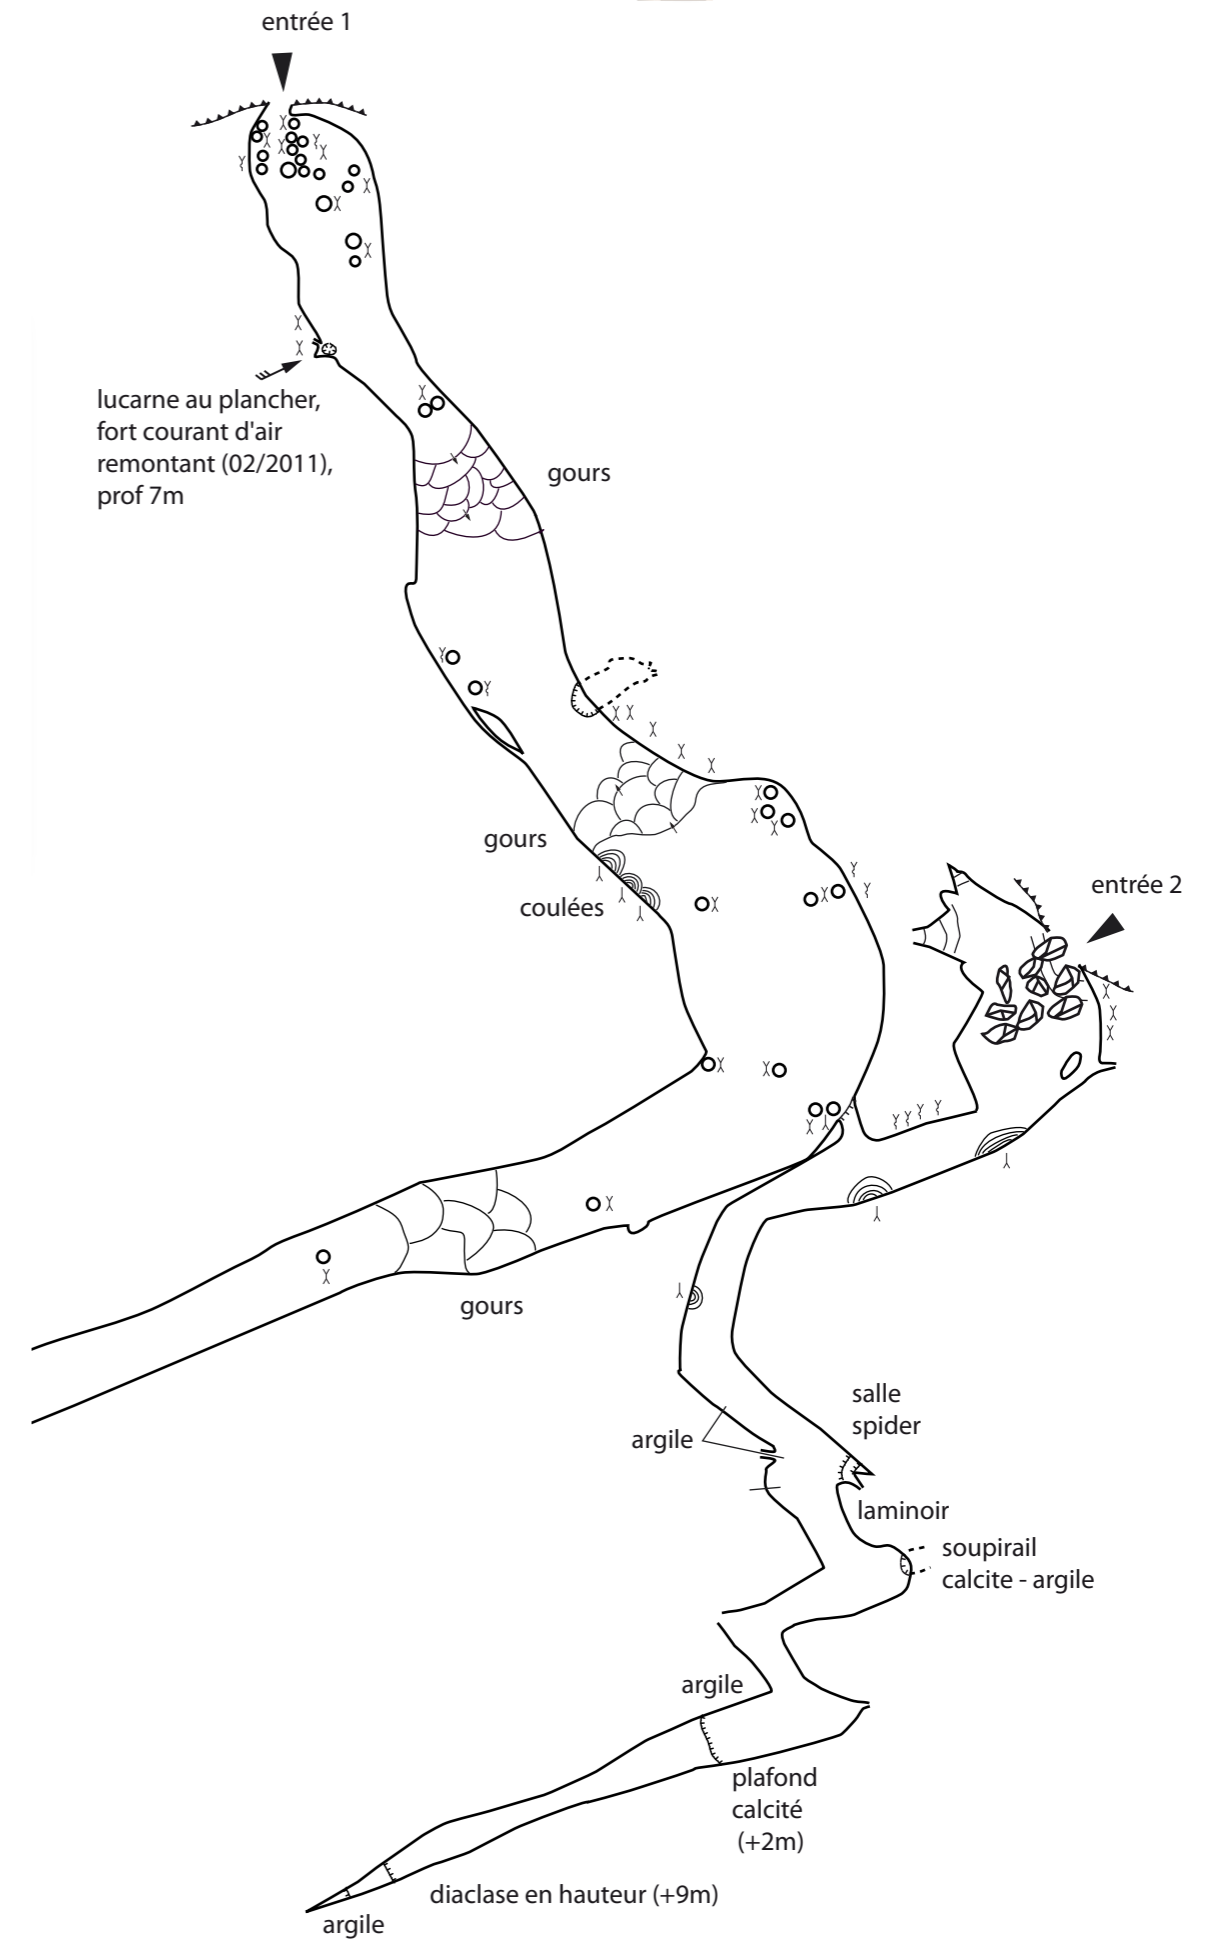 entrée 1
lucarne au plancher,
fort courant d'air
remontant (02/2011),
prof 7m
gours
gours
coulées
entrée 2
gours
salle
spider
argile
laminoir
soupirail
calcite - argile
argile
plafond
calcité
(+2m)
diaclase en hauteur (+9m)
argile